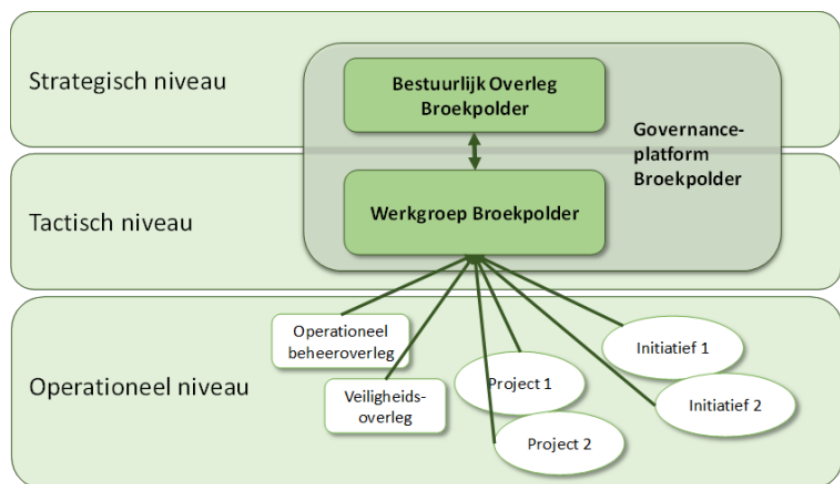 Strategisch niveau
Bestuurlijk Overleg
Broekpolder
Governance-
platform
Broekpolder
Tactisch niveau
Werkgroep Broekpolder
Operationeel niveau
Operationeel
beheeroverleg
Veiligheids-
overleg
Project 1
Project 2
Initiatief 1
Initiatief 2